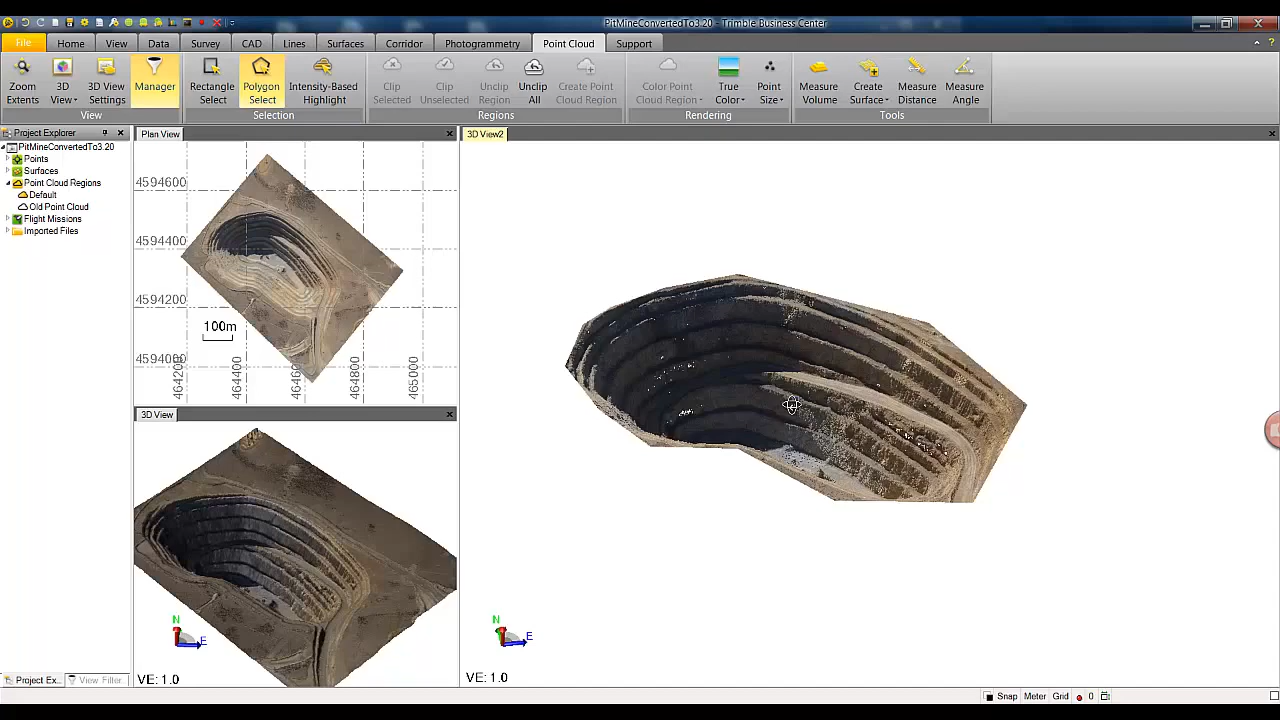 PitMineConvertedTo3.20 - Trimble Business Center
File Home View Data Survey CAD Lines Surfaces Corridor Photogrammetry Point Cloud Support
Zoom Extents
3D View
3D View Settings
Manager
Rectangle Select
Polygon Select
Intensity-Based Highlight
Clip Selected
Clip Unselected
Unclip Region
Unclip All
Create Point Cloud Region
Point Color Cloud Region
True Color
Point Size
Measure Volume
Create Surface
Measure Distance
Measure Angle
View Selection Regions Rendering Tools
Project Explorer
PitMineConvertedTo3.20
Points
Surfaces
Point Cloud Regions
Default
Old Point Cloud
Flight Missions
Imported Files
Plan View
4594600
4594400
4594200
4594000
100m
464200
464400
464800
465000
3D View
N
E
VE: 1.0
3D View2
N
E
VE: 1.0
Project Ex..
View Filter..
Snap Meter Grid 0